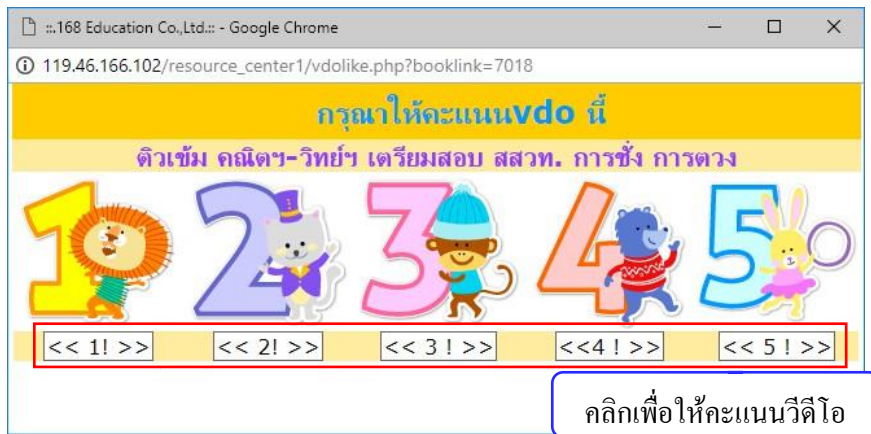 ::.168 Education Co.,Ltd.:: - Google Chrome
119.46.166.102/resource_center1/vdolike.php?booklink=7018
กรุณาให้คะแนนvdo นี้
ติวเข้ม คณิตฯ-วิทย์ฯ เตรียมสอบ สสวท. การชั่ง การตวง
1 2 3 4 5
<< 1! >> << 2! >> << 3 ! >> <<4 ! >> << 5 ! >>
คลิกเพื่อให้คะแนนวีดีโอ